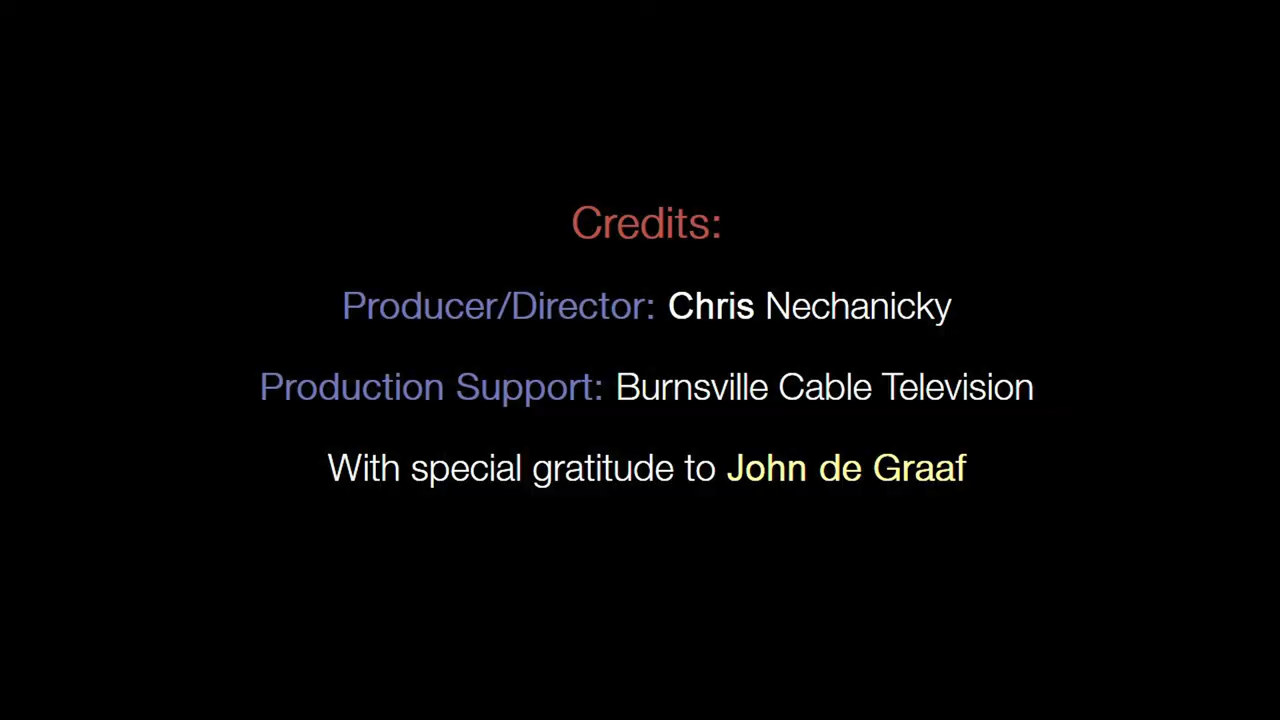 Credits:
Producer/Director: Chris Nechanicky
Production Support: Burnsville Cable Television
With special gratitude to John de Graaf